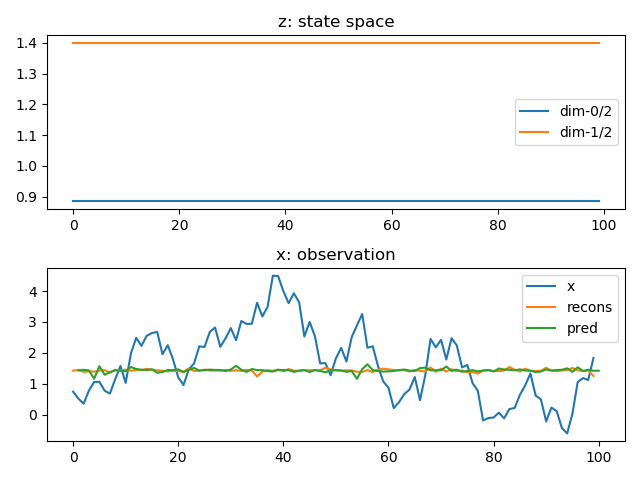 z: state space
1.4
1.3
1.2
1.1
1.0
0.9
dim-0/2
dim-1/2
0 20 40 60 80 100
x: observation
4
3
2
1
0
x
recons
pred
0 20 40 60 80 100